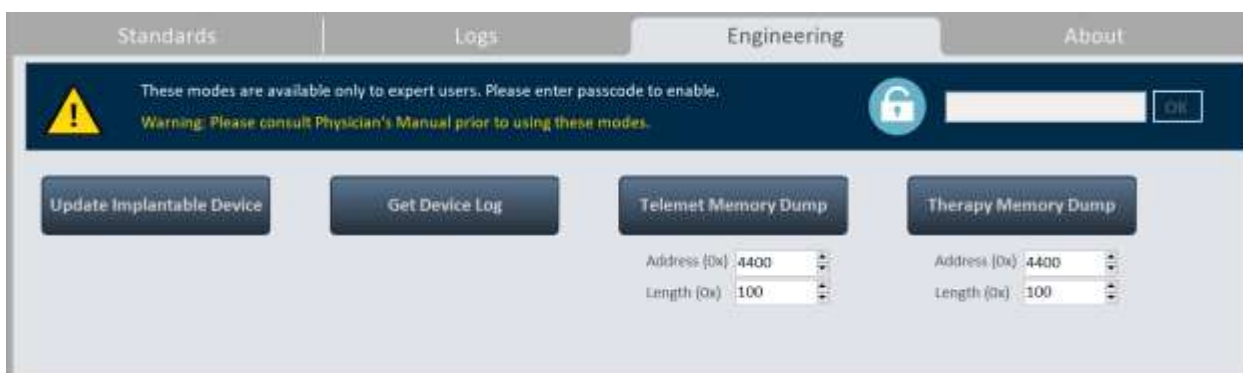 Standards Logs Engineering About
These modes are available only to expert users. Please enter passcode to enable.
Warning: Please consult Physician's Manual prior to using these modes.
OK
Update Implantable Device Get Device Log Telemet Memory Dump Therapy Memory Dump
Address (0x) 4400 Address (0x) 4400
Length (0x) 100 Length (0x) 100